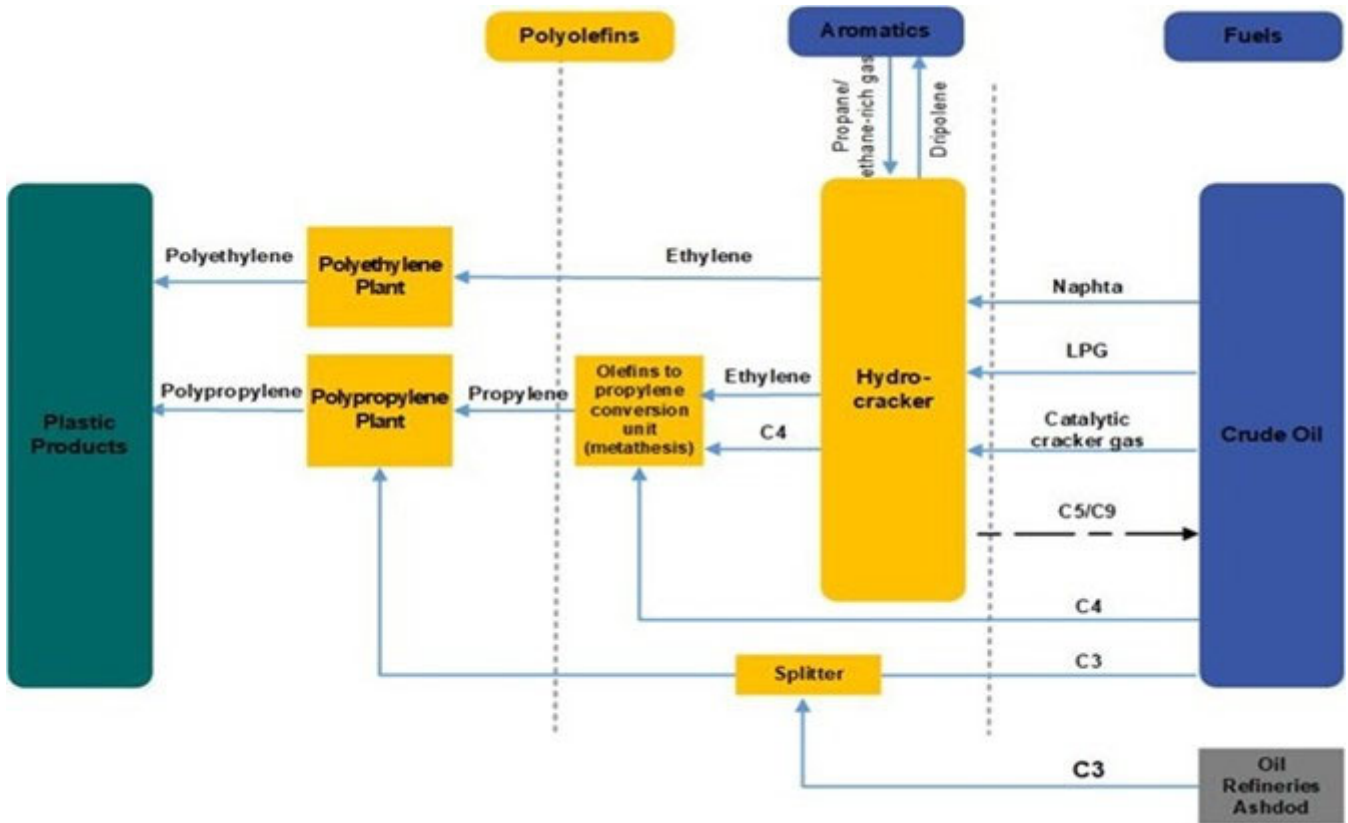 Polyolefins
Aromatics
Fuels
Propane/
ethane-rich gas
Dripolene
Polyethylene
Polyethylene
Plant
Ethylene
Naphta
LPG
Polypropylene
Polypropylene
Plant
Propylene
Olefins to
propylene
conversion
unit
(metathesis)
Ethylene
C4
Hydro-
cracker
Catalytic
cracker gas
Plastic
Products
Crude Oil
C5/C9
C4
C3
Splitter
C3
Oil
Refineries
Ashdod